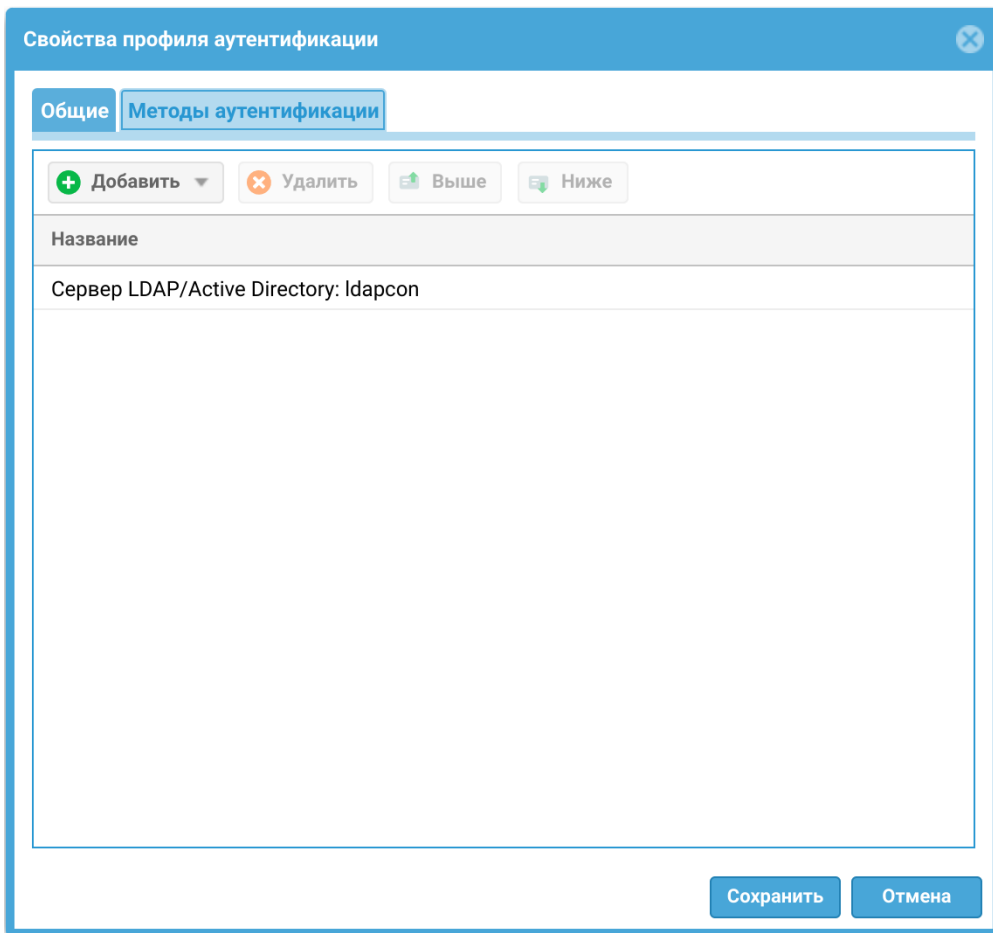 Свойства профиля аутентификации
Общие Методы аутентификации
Добавить Удалить Выше Ниже
Название
Сервер LDAP/Active Directory: ldapcon
Сохранить Отмена